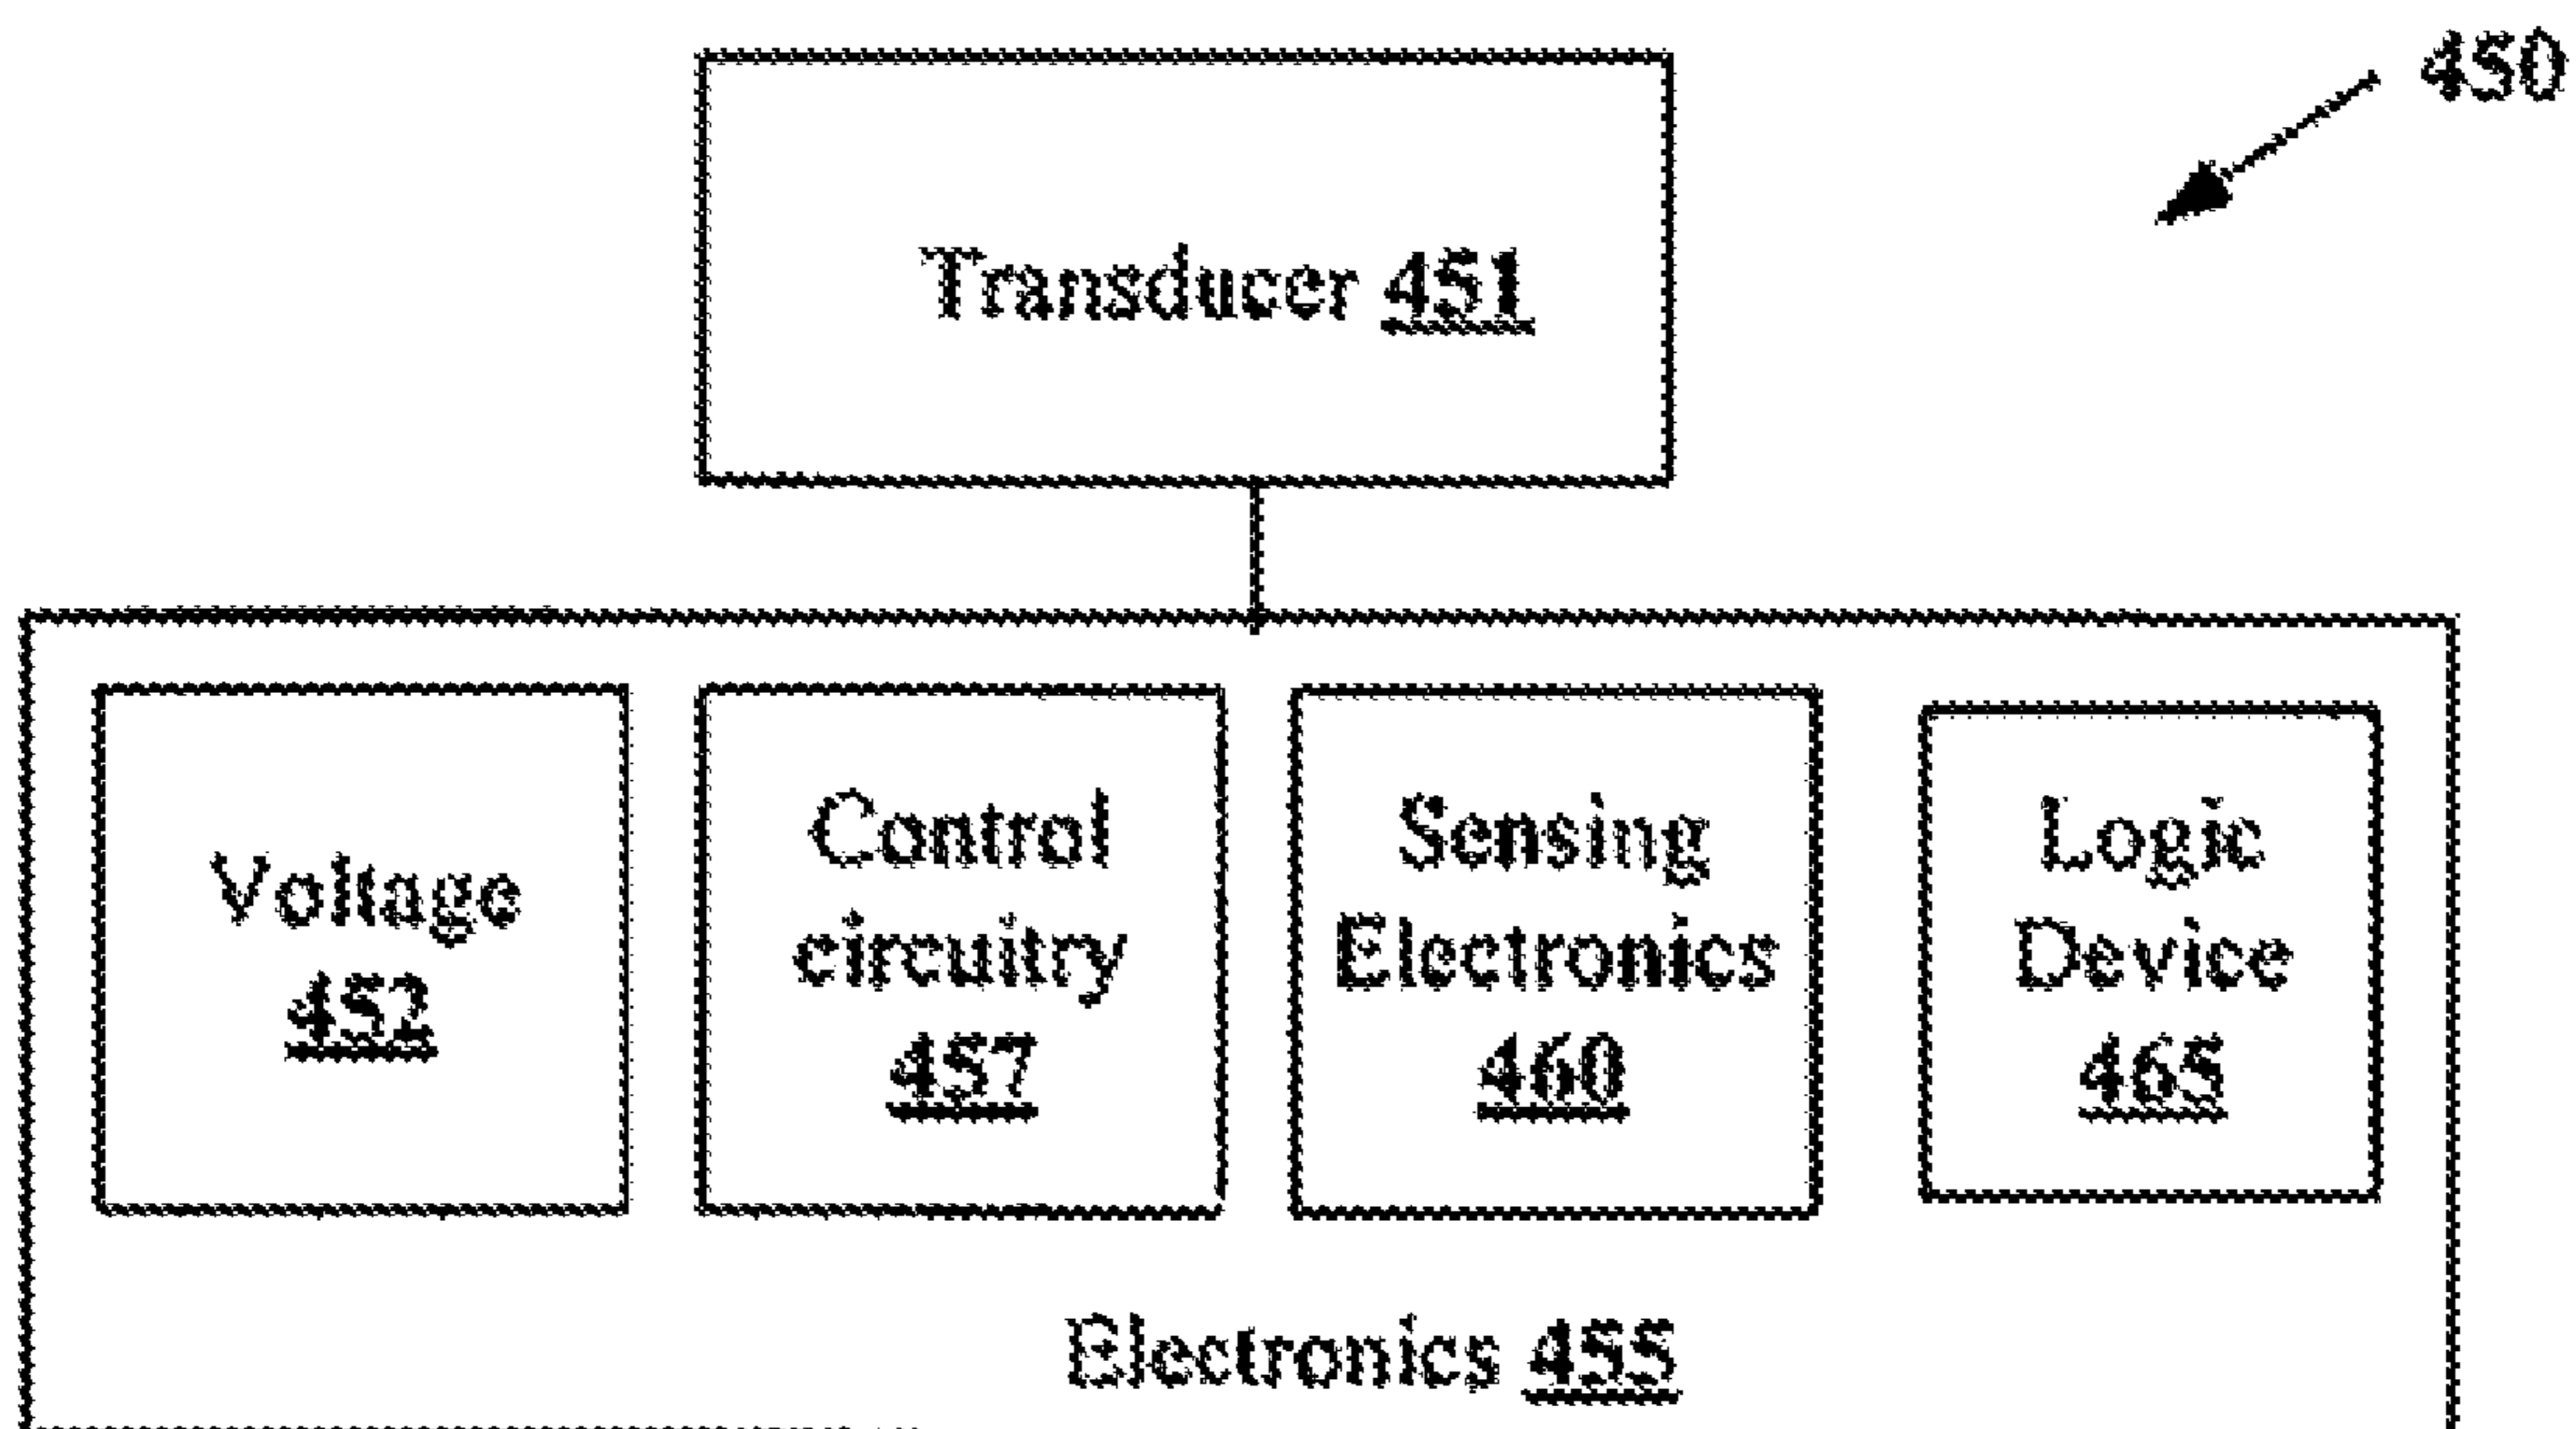 450
Transducer 451
Voltage
452
Control
circuitry
457
Sensing
Electronics
460
Logic
Device
465
Electronics 455